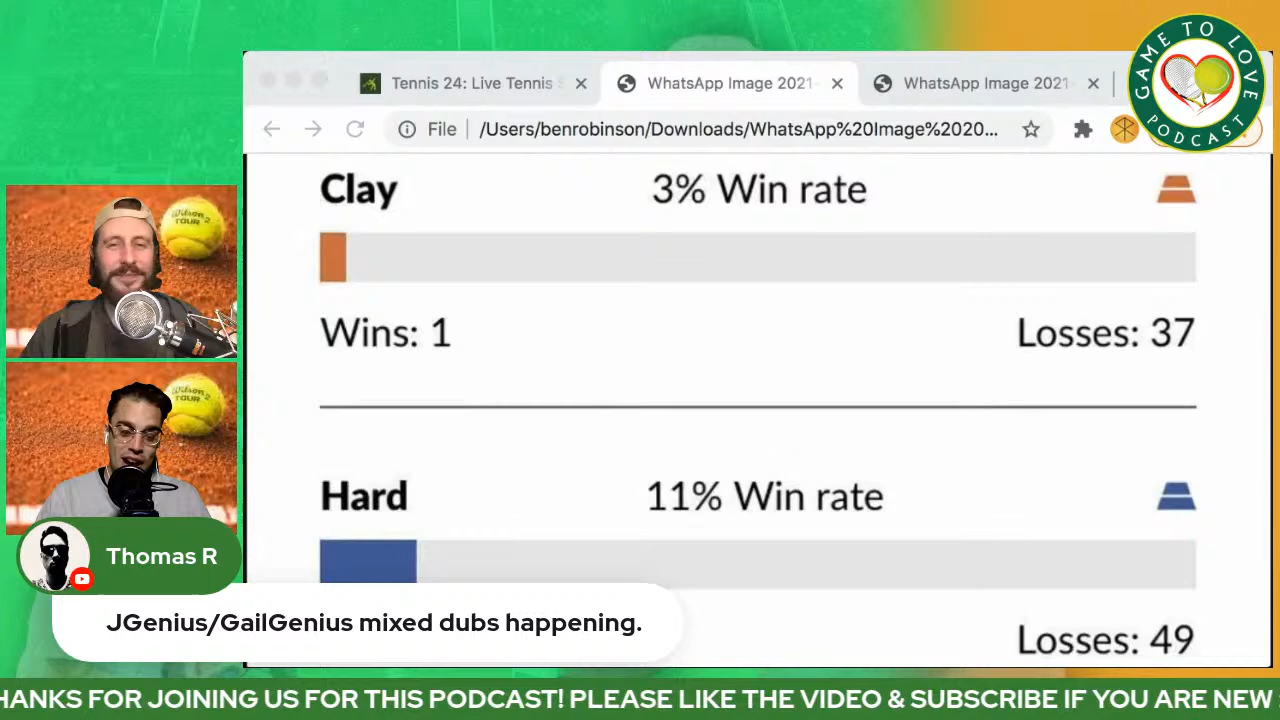 Tennis 24: Live Tennis
WhatsApp Image 2021-
WhatsApp Image 2021
File
/Users/benrobinson/Downloads/WhatsApp%20Image%2020...
GAME TO LOVE
PODCAST
Clay
3% Win rate
Wins: 1
Losses: 37
Hard
11% Win rate
Losses: 49
Wilson
TOUR
Wilson
TOUR
Thomas R
JGenius/GailGenius mixed dubs happening.
HANKS FOR JOINING US FOR THIS PODCAST! PLEASE LIKE THE VIDEO & SUBSCRIBE IF YOU ARE NEW